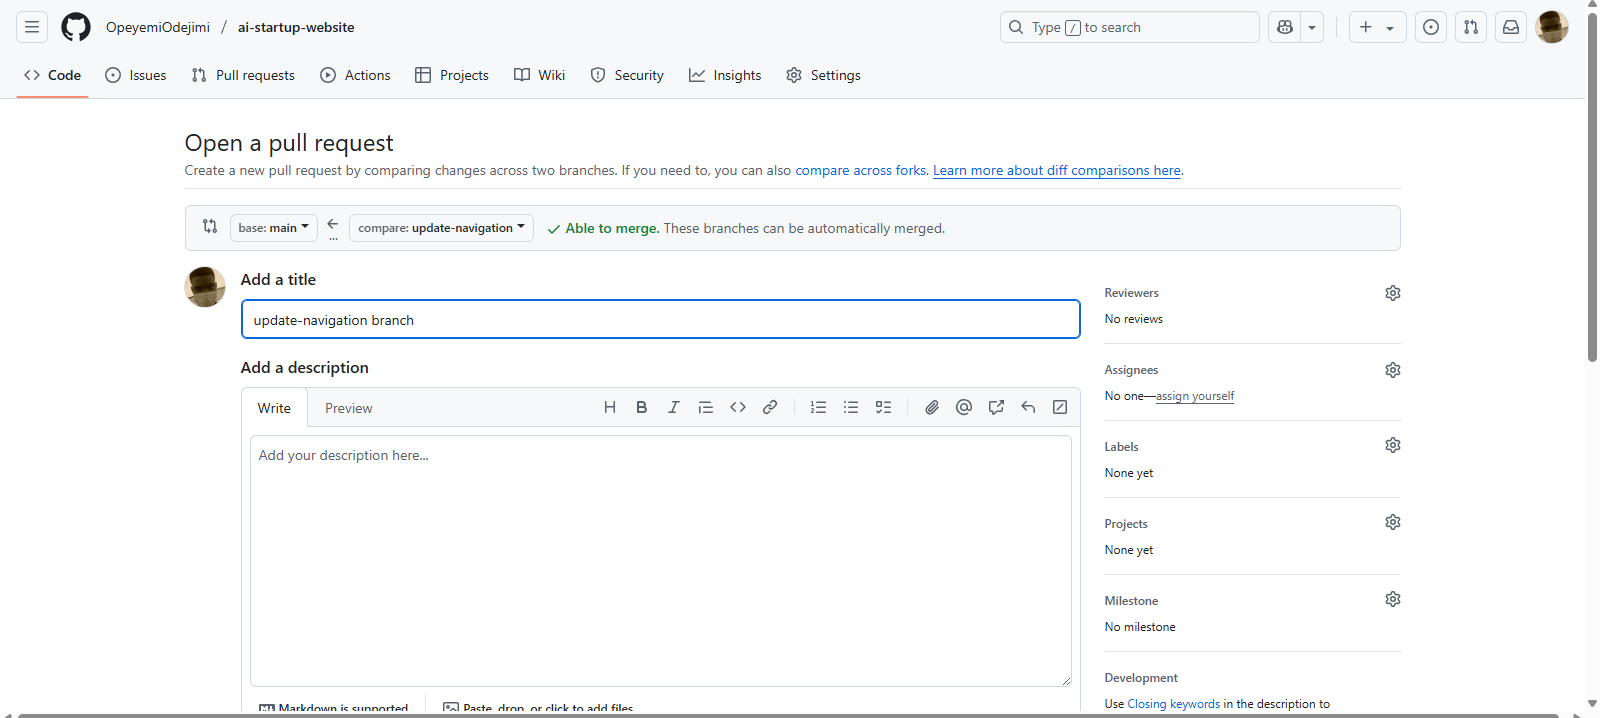 OpeyemiOdejimi / ai-startup-website
Type / to search
Code Issues Pull requests Actions Projects Wiki Security Insights Settings
Open a pull request
Create a new pull request by comparing changes across two branches. If you need to, you can also compare across forks. Learn more about diff comparisons here.
base: main ← ... compare: update-navigation Able to merge. These branches can be automatically merged.
Add a title
update-navigation branch
Add a description
Write Preview
Add your description here...
Markdown is supported Paste, drop, or click to add files
Reviewers
No reviews
Assignees
No one—assign yourself
Labels
None yet
Projects
None yet
Milestone
No milestone
Development
Use Closing keywords in the description to